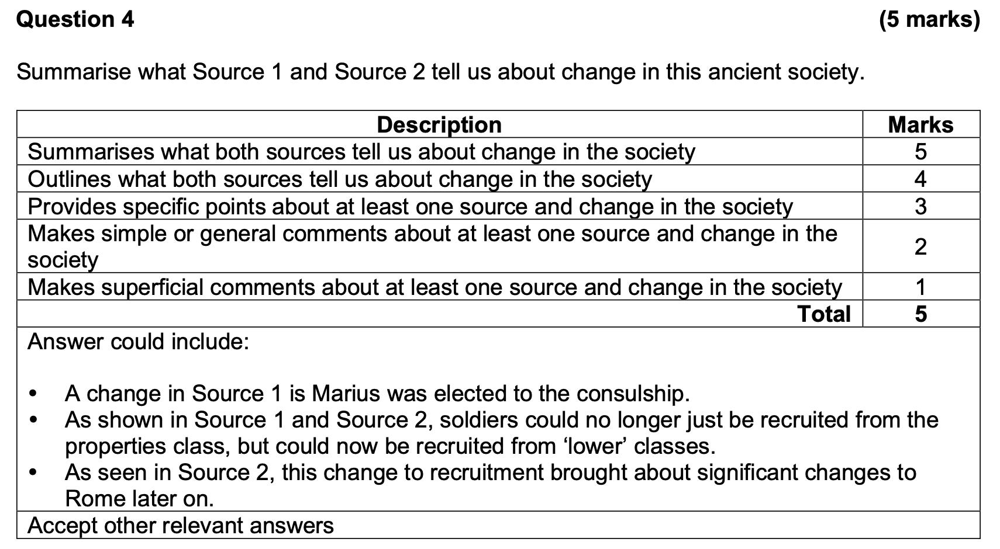 Question 4 (5 marks)
Summarise what Source 1 and Source 2 tell us about change in this ancient society.
Description Marks
Summarises what both sources tell us about change in the society 5
Outlines what both sources tell us about change in the society 4
Provides specific points about at least one source and change in the society 3
Makes simple or general comments about at least one source and change in the
society 2
Makes superficial comments about at least one source and change in the society 1
Total 5
Answer could include:
• A change in Source 1 is Marius was elected to the consulship.
• As shown in Source 1 and Source 2, soldiers could no longer just be recruited from the
properties class, but could now be recruited from ‘lower’ classes.
• As seen in Source 2, this change to recruitment brought about significant changes to
Rome later on.
Accept other relevant answers